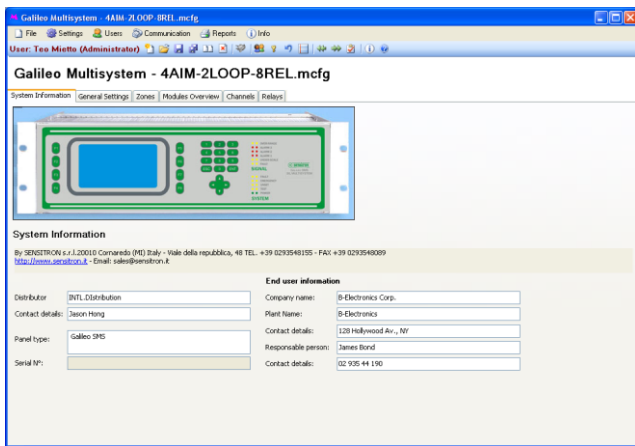 Galileo Multisystem - 4AIM-2LOOP-8REL.mcfg
File Settings Users Communication Reports Info
User: Teo Mietto (Administrator)
Galileo Multisystem - 4AIM-2LOOP-8REL.mcfg
System Information General Settings Zones Modules Overview Channels Relays
SIGNAL
SYSTEM
System Information
By SENSITRON s.r.l.20010 Cornaredo (MI) Italy - Viale della repubblica, 48 TEL. +39 0293548155 - FAX +39 0293548089
http://www.sensitron.it - Email: sales@sensitron.it
End user information
Distributor INTL.DIstribution Company name: B-Electronics Corp.
Contact details: Jason Hong Plant Name: B-Electronics
Contact details: 128 Hollywood Av., NY
Panel type: Galileo SMS
Responsable person: James Bond
Serial N°: Contact details: 02 935 44 190